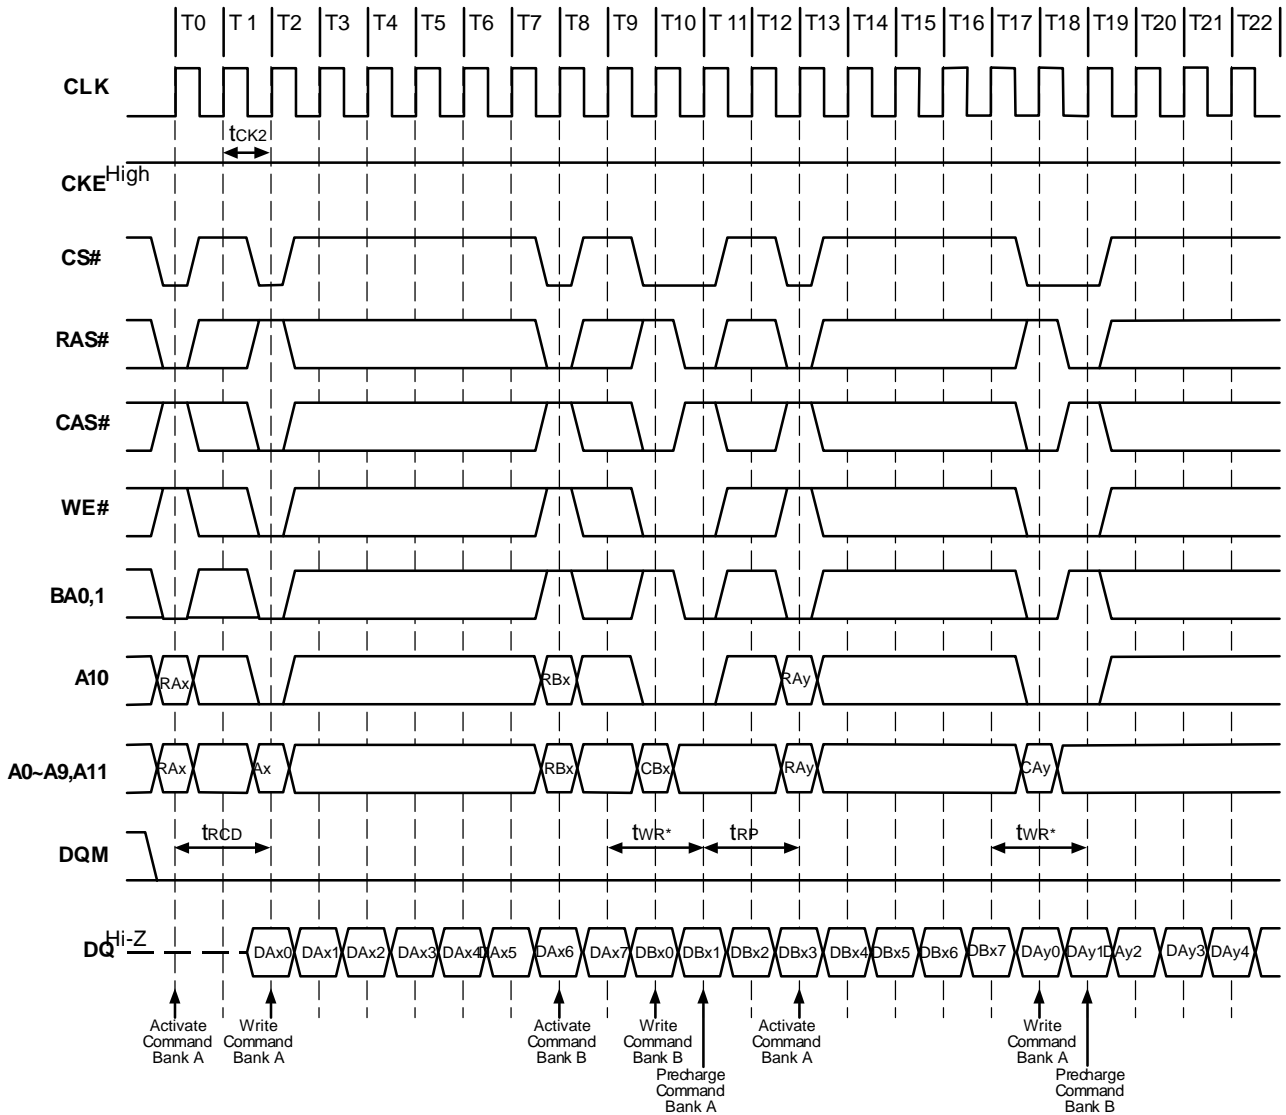 T0 T 1 T2 T3 T4 T5 T6 T7 T8 T9 T10 T 11 T12 T13 T14 T15 T16 T17 T18 T19 T20 T21 T22
CLK
tCK2
CKE High
CS#
RAS#
CAS#
WE#
BA0,1
A10 RAx RBx RAy
A0~A9,A11 RAx Ax RBx CBx RAy CAy
tRCD tWR* tRP tWR*
DQM
DQ Hi-Z DAx0 DAx1 DAx2 DAx3 DAx4 DAx5 DAx6 DAx7 DBx0 DBx1 DBx2 DBx3 DBx4 DBx5 DBx6 DBx7 DAy0 DAy1 DAy2 DAy3 DAy4
Activate
Command
Bank A
Write
Command
Bank A
Activate
Command
Bank B
Write
Command
Bank B
Precharge
Command
Bank A
Activate
Command
Bank A
Write
Command
Bank A
Precharge
Command
Bank B